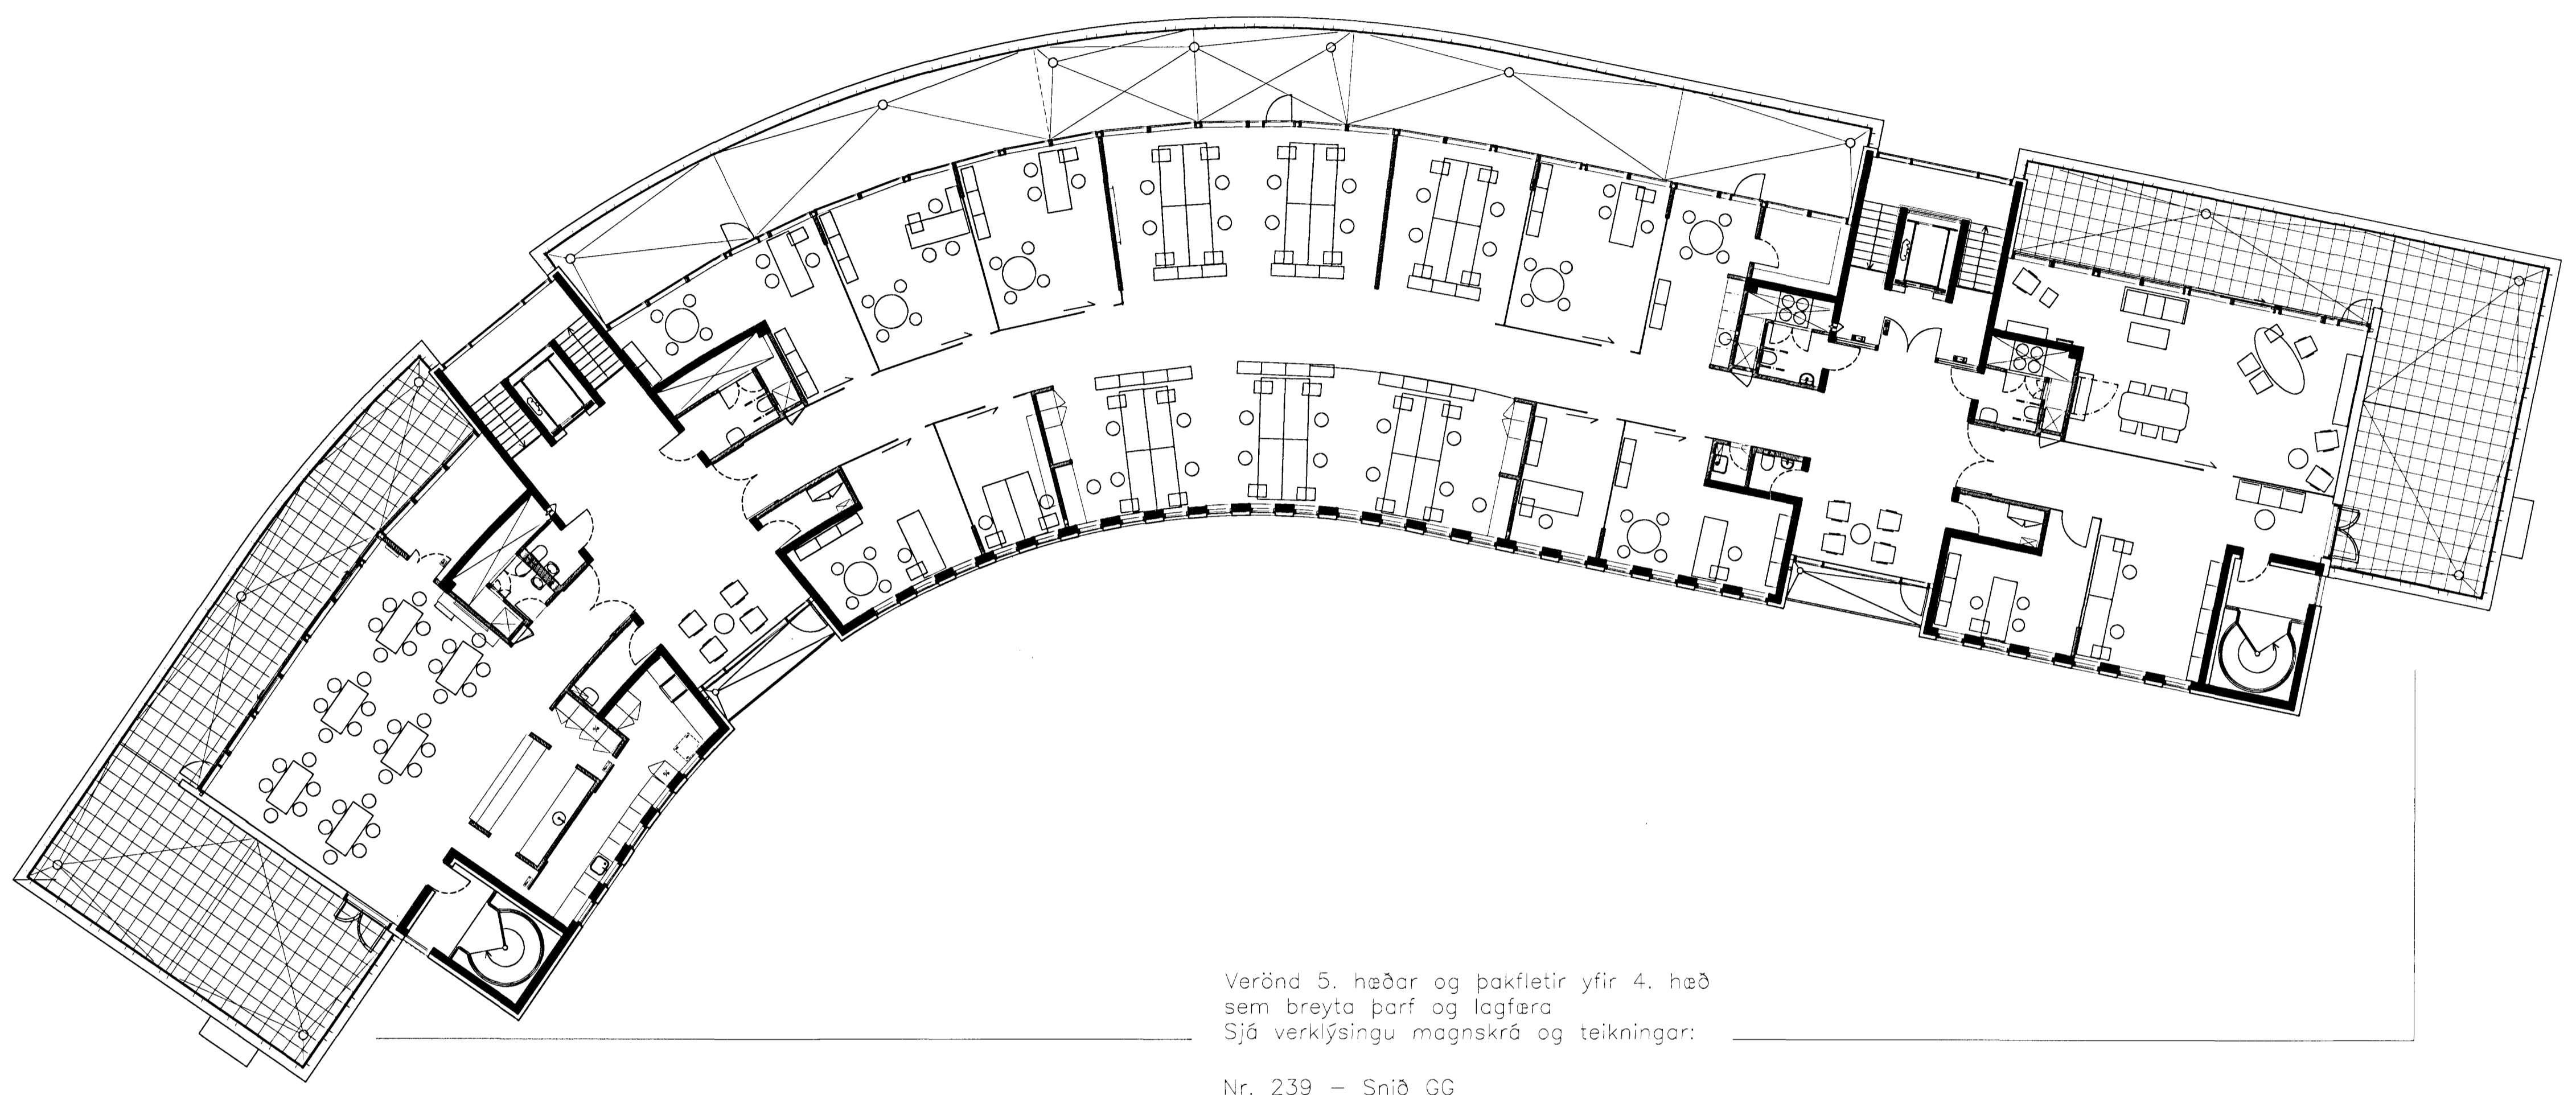 Verönd 5. hæðar og þakfletir yfir 4. hæð
sem breyta þarf og lagfæra
Sjá verklýsingu magnskrá og teikningar:
Nr. 239 – Snið GG